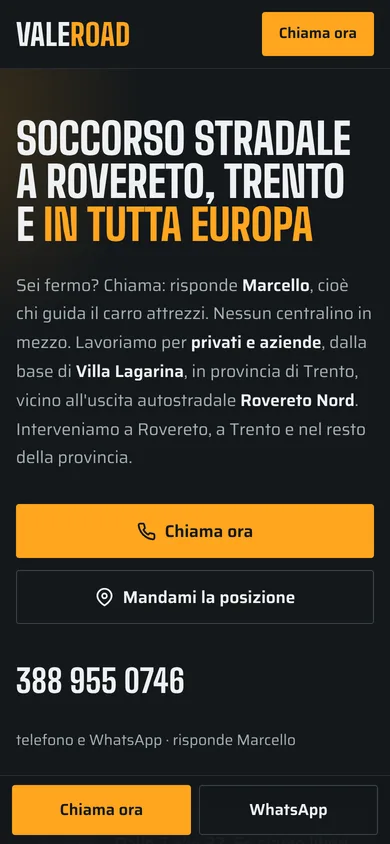 VALEROAD
Chiama ora
SOCCORSO STRADALE
A ROVERETO, TRENTO
E IN TUTTA EUROPA
Sei fermo? Chiama: risponde Marcello, cioè
chi guida il carro attrezzi. Nessun centralino in
mezzo. Lavoriamo per privati e aziende, dalla
base di Villa Lagarina, in provincia di Trento,
vicino all'uscita autostradale Rovereto Nord.
Interveniamo a Rovereto, a Trento e nel resto
della provincia.
Chiama ora
Mandami la posizione
388 955 0746
telefono e WhatsApp · risponde Marcello
Chiama ora
WhatsApp